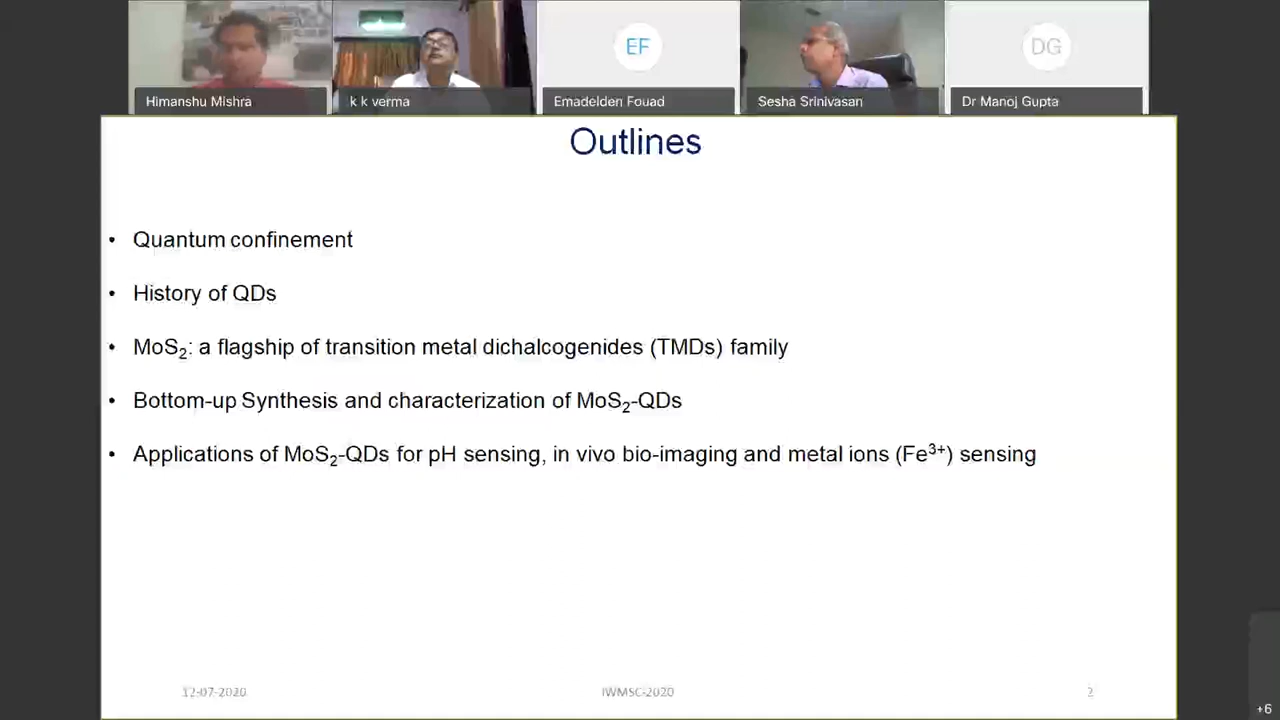 EF
DG
Himanshu Mishra
k k verma
Emadelden Fouad
Sesha Srinivasan
Dr Manoj Gupta
Outlines
• Quantum confinement
• History of QDs
• MoS₂: a flagship of transition metal dichalcogenides (TMDs) family
• Bottom-up Synthesis and characterization of MoS₂-QDs
• Applications of MoS₂-QDs for pH sensing, in vivo bio-imaging and metal ions (Fe³⁺) sensing
12-07-2020
IWMSC-2020
2
+6